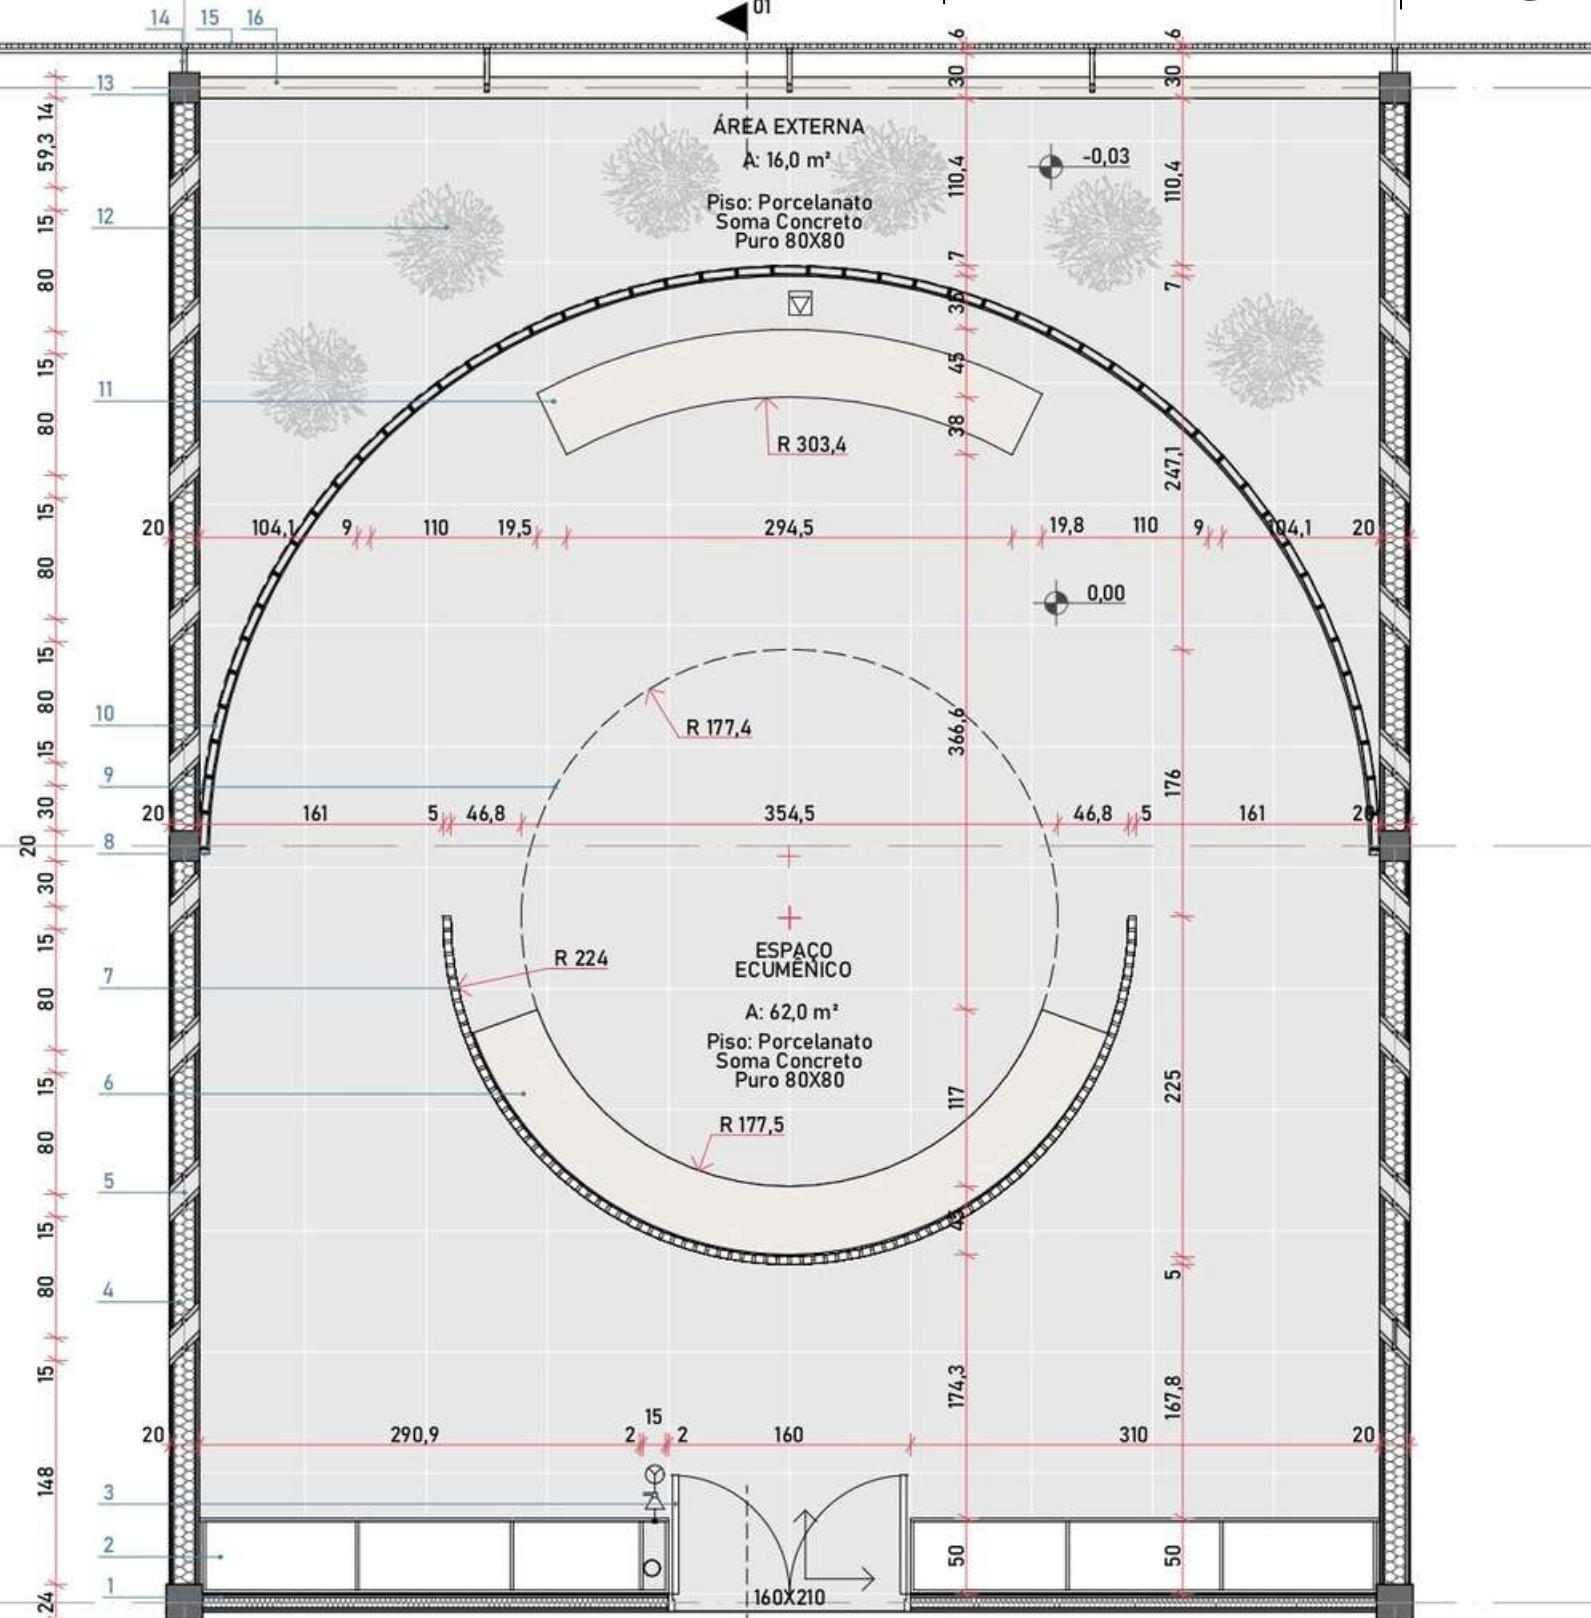 01
14 15 16
6 6
30 30
13
14
59,3
ÁREA EXTERNA
A: 16,0 m²
-0,03
110,4 110,4
Piso: Porcelanato
Soma Concreto
Puro 80X80
12
15
7
7
80
35
15
45
11
80
38
R 303,4
247,1
15
20 104,1 9 110 19,5 294,5 19,8 110 9 104,1 20
80
0,00
15
80
10
R 177,4
366,6
15
9
176
30
20 161 5 46,8 354,5 46,8 5 161 20
20
8
30
15
ESPAÇO
ECUMÊNICO
R 224
7
80
A: 62,0 m²
Piso: Porcelanato
Soma Concreto
Puro 80X80
15
6
117
225
R 177,5
80
5
15
45
5
80
4
15
174,3
167,8
15
20 290,9 2 2 160 310 20
148
3
2
50 50
1
160X210
24